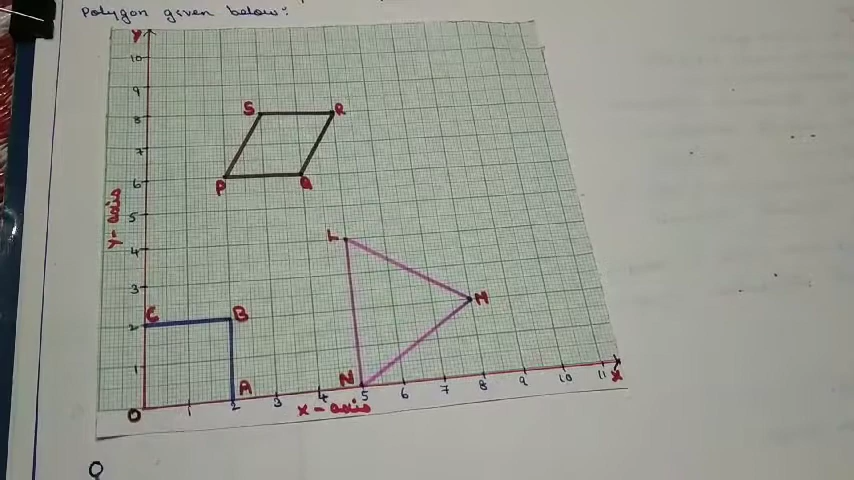 Polygon given below:
Y
10
9
8
7
6
5
4
3
2
1
y-axis
S R
P Q
L
M
N
C B
A
O 1 2 3 4 5 6 7 8 9 10 11 X
x-axis
Q